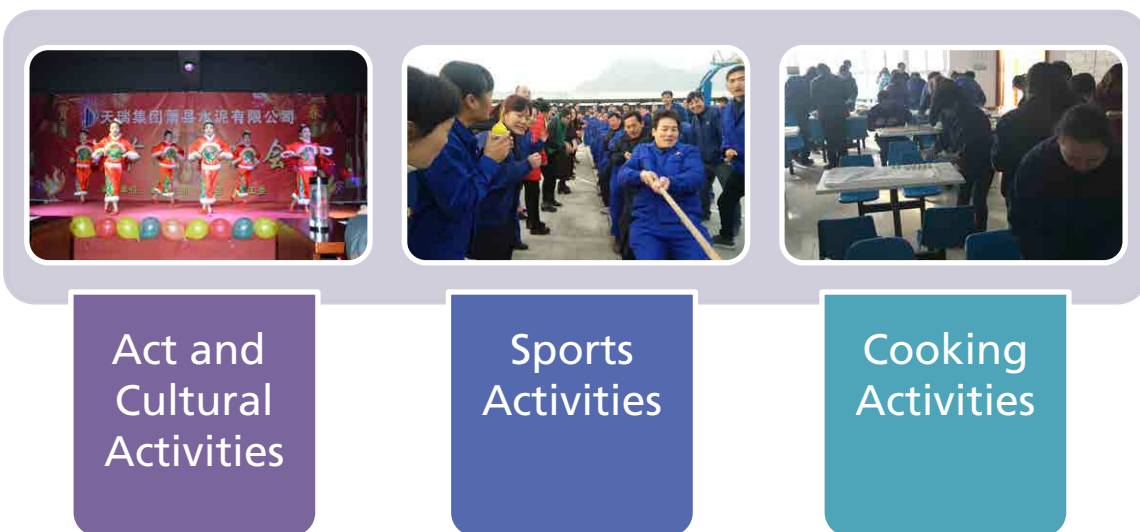 天瑞集团萧县水泥有限公司
Act and
Cultural
Activities
Sports
Activities
Cooking
Activities